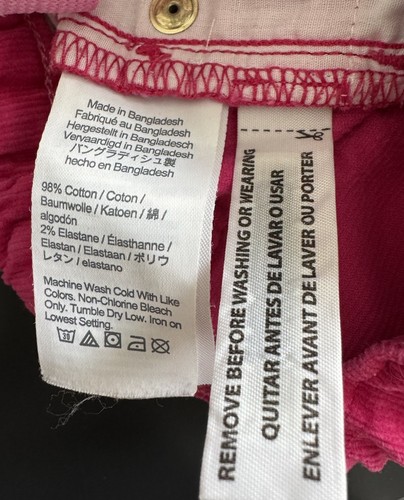 Made in Bangladesh
Fabriqué au Bangladesh
Hergestellt in Bangladesh
Vervaardigd in Bangladesh
バングラディシュ製
hecho en Bangladesh
98% Cotton / Coton /
Baumwolle / Katoen / 綿 /
algodón
2% Elastane / Élasthanne /
Elastan / Elastaan / ポリウ
レタン / elastano
Machine Wash Cold With Like
Colors. Non-Chlorine Bleach
Only. Tumble Dry Low. Iron on
Lowest Setting.
30
REMOVE BEFORE WASHING OR WEARING
QUITAR ANTES DE LAVAR O USAR
ENLEVER AVANT DE LAVER OU PORTER